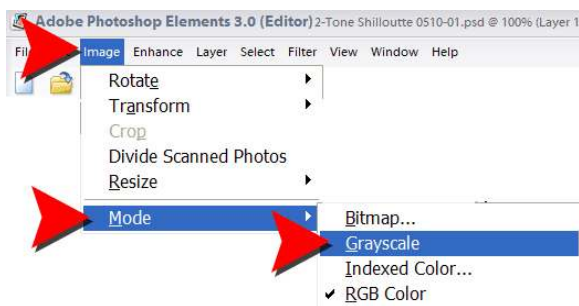 Adobe Photoshop Elements 3.0 (Editor) 2-Tone Shilloutte 0510-01.psd @ 100% (Layer 1
Image Enhance Layer Select Filter View Window Help
Rotate
Transform
Crop
Divide Scanned Photos
Resize
Mode
Bitmap...
Grayscale
Indexed Color...
✓ RGB Color